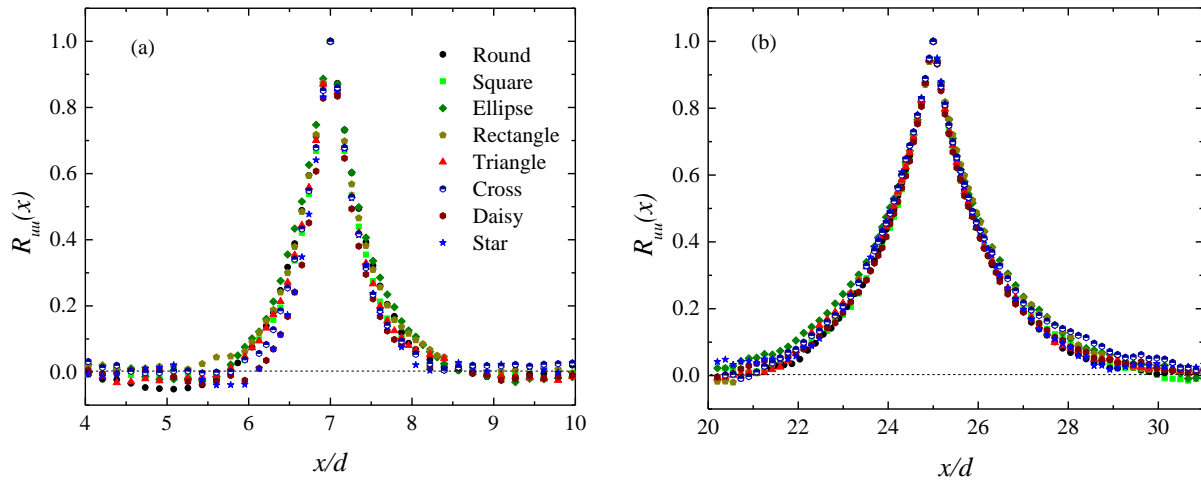 (a)
R_uu(x)
1.0
0.8
0.6
0.4
0.2
0.0
Round
Square
Ellipse
Rectangle
Triangle
Cross
Daisy
Star
4 5 6 7 8 9 10
x/d
(b)
R_uu(x)
1.0
0.8
0.6
0.4
0.2
0.0
20 22 24 26 28 30
x/d